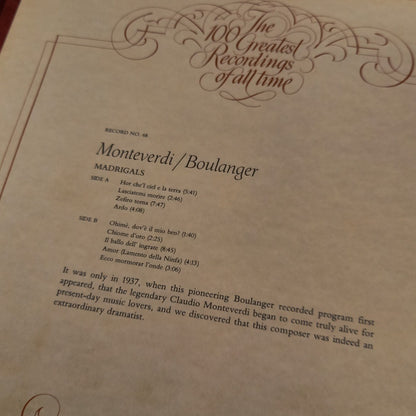 The
100
Greatest
Recordings
of all time
RECORD NO. 68
Monteverdi/Boulanger
MADRIGALS
SIDE A Hor che'l ciel e la terra (5:47)
Lasciatemi morire (2:46)
Zefiro torna (7:47)
Ardo (4:08)
SIDE B Ohimè, dov'è il mio ben? (1:40)
Chiome d'oro (2:25)
Il ballo dell' ingrate (8:45)
Amor (Lamento della Ninfa) (4:13)
Ecco mormorar l'onde (3:06)
It was only in 1937, when this pioneering Boulanger recorded program first
appeared, that the legendary Claudio Monteverdi began to come truly alive for
present-day music lovers, and we discovered that this composer was indeed an
extraordinary dramatist.